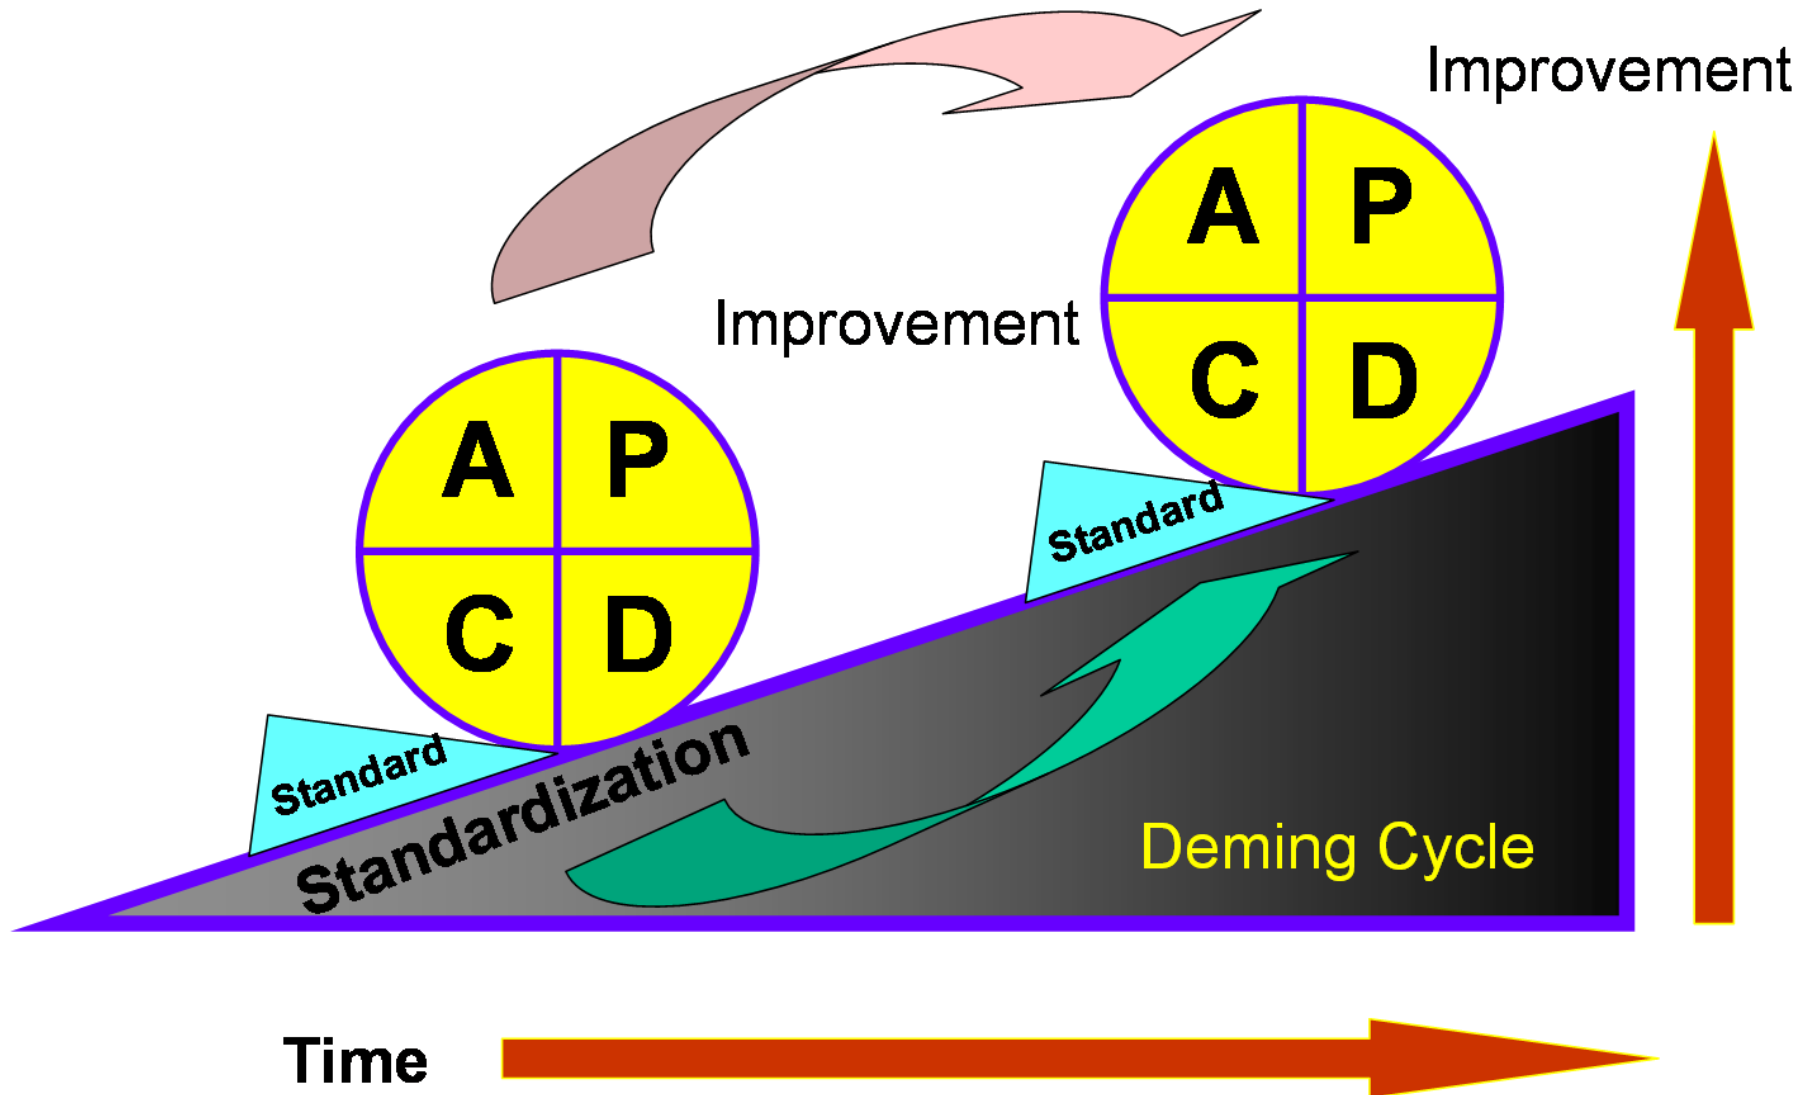 Improvement
A P
Improvement
C D
A P
Standard
C D
Standard
Standardization
Deming Cycle
Time